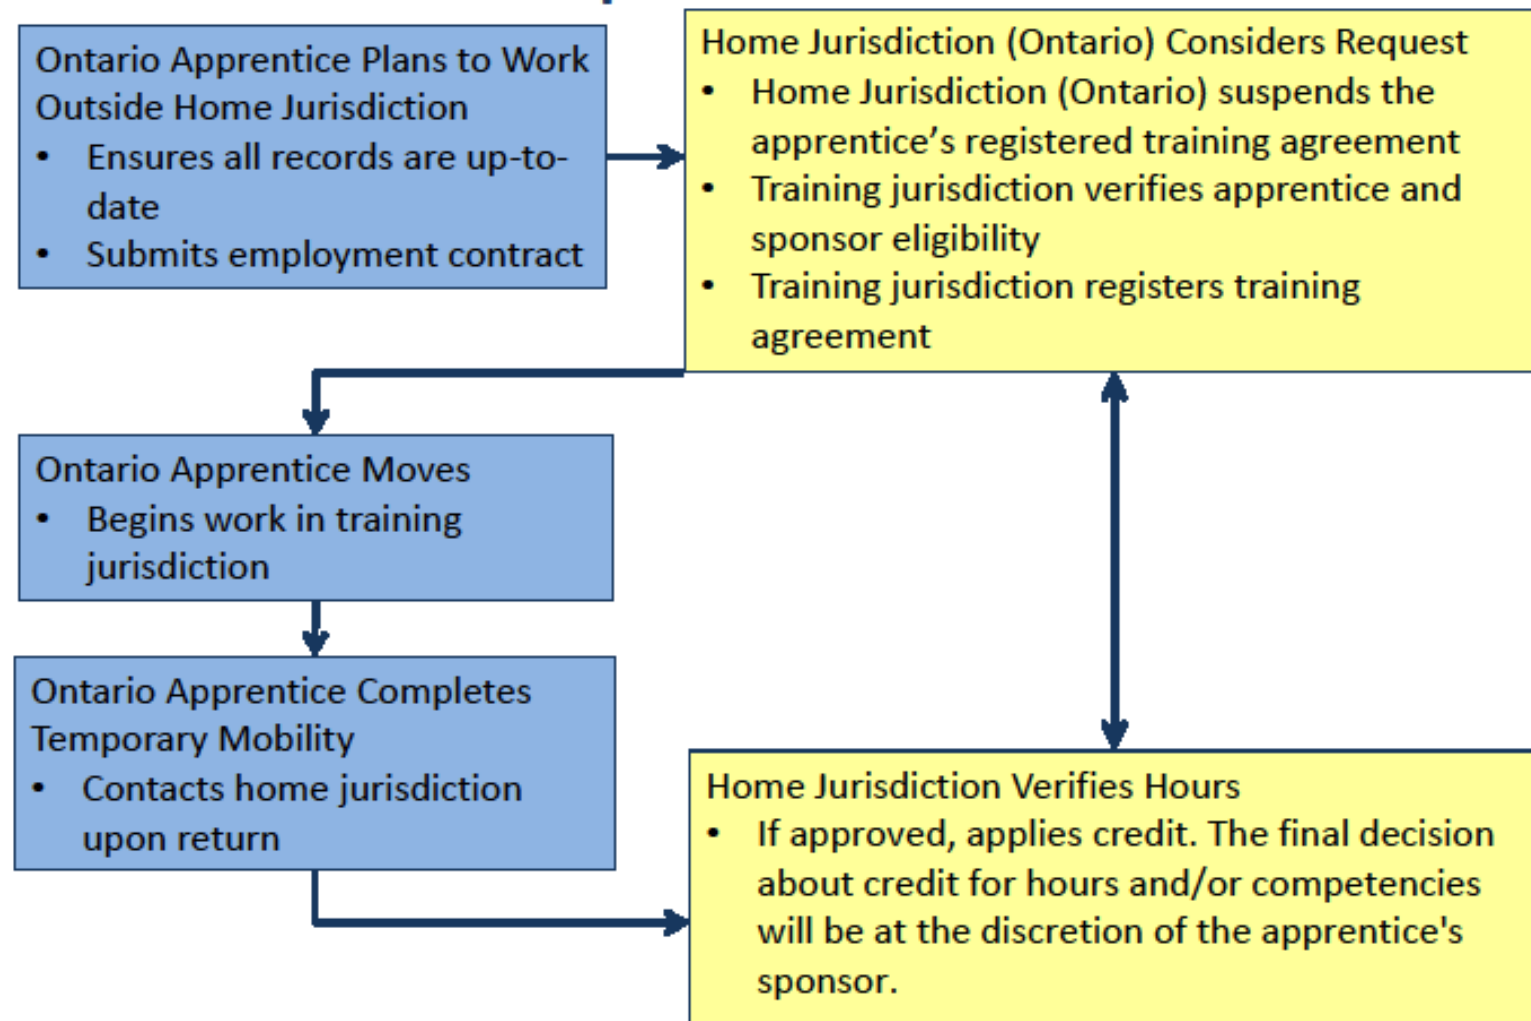 Ontario Apprentice Plans to Work
Outside Home Jurisdiction
• Ensures all records are up-to-
date
• Submits employment contract
Home Jurisdiction (Ontario) Considers Request
• Home Jurisdiction (Ontario) suspends the
apprentice’s registered training agreement
• Training jurisdiction verifies apprentice and
sponsor eligibility
• Training jurisdiction registers training
agreement
Ontario Apprentice Moves
• Begins work in training
jurisdiction
Ontario Apprentice Completes
Temporary Mobility
• Contacts home jurisdiction
upon return
Home Jurisdiction Verifies Hours
• If approved, applies credit. The final decision
about credit for hours and/or competencies
will be at the discretion of the apprentice's
sponsor.